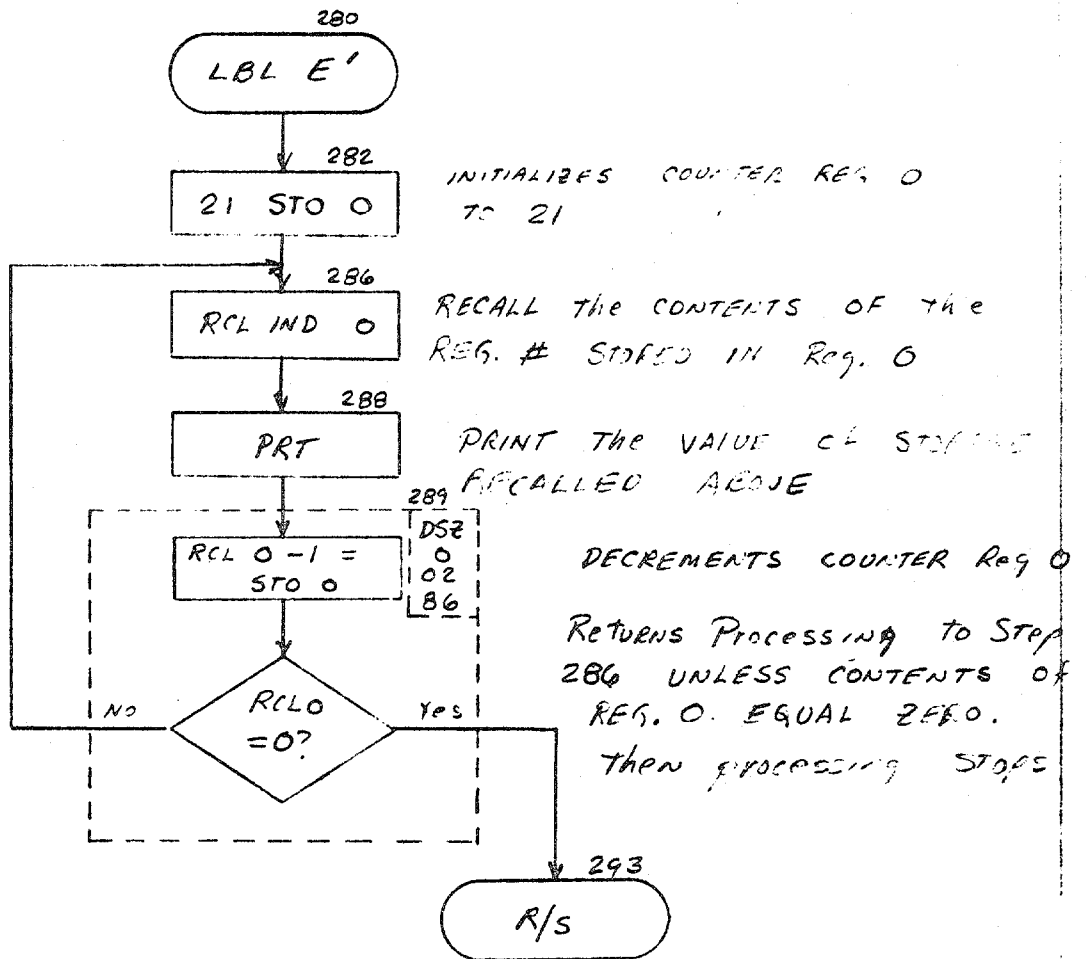 280
LBL E'
282
21 STO 0
INITIALIZES COUNTER REG 0
TO 21
286
RCL IND 0
RECALL the CONTENTS OF the
REG. # STORED IN Reg. 0
288
PRT
PRINT The VALUE
RECALLED ABOVE
289
DSZ
0
02
86
RCL 0 - 1 =
STO 0
DECREMENTS COUNTER Reg 0
Returns Processing to Step
286 UNLESS CONTENTS Of
REG. 0. EQUAL ZERO.
Then processing STOPS
No
RCL0
=0?
Yes
293
R/S